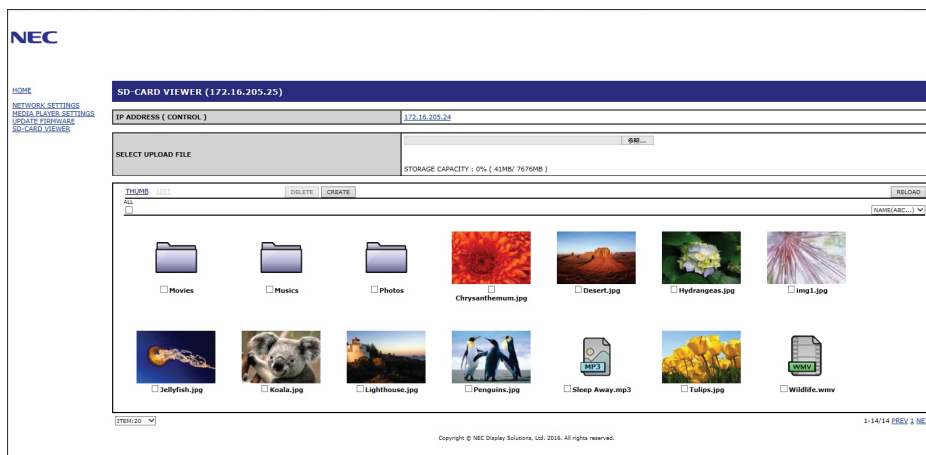 NEC
HOME
NETWORK SETTINGS
MEDIA PLAYER SETTINGS
UPDATE FIRMWARE
SD-CARD VIEWER
SD-CARD VIEWER (172.16.205.25)
IP ADDRESS ( CONTROL ) 172.16.205.24
SELECT UPLOAD FILE
参照...
STORAGE CAPACITY : 0% ( 41MB/ 7676MB )
THUMB LIST DELETE CREATE RELOAD
ALL
NAME(ABC...)
Movies Musics Photos Chrysanthemum.jpg Desert.jpg Hydrangeas.jpg img1.jpg
MP3 WMV
Jellyfish.jpg Koala.jpg Lighthouse.jpg Penguins.jpg Sleep Away.mp3 Tulips.jpg Wildlife.wmv
ITEM:20 1-14/14 PREV 1 NE
Copyright © NEC Display Solutions, Ltd. 2016. All rights reserved.